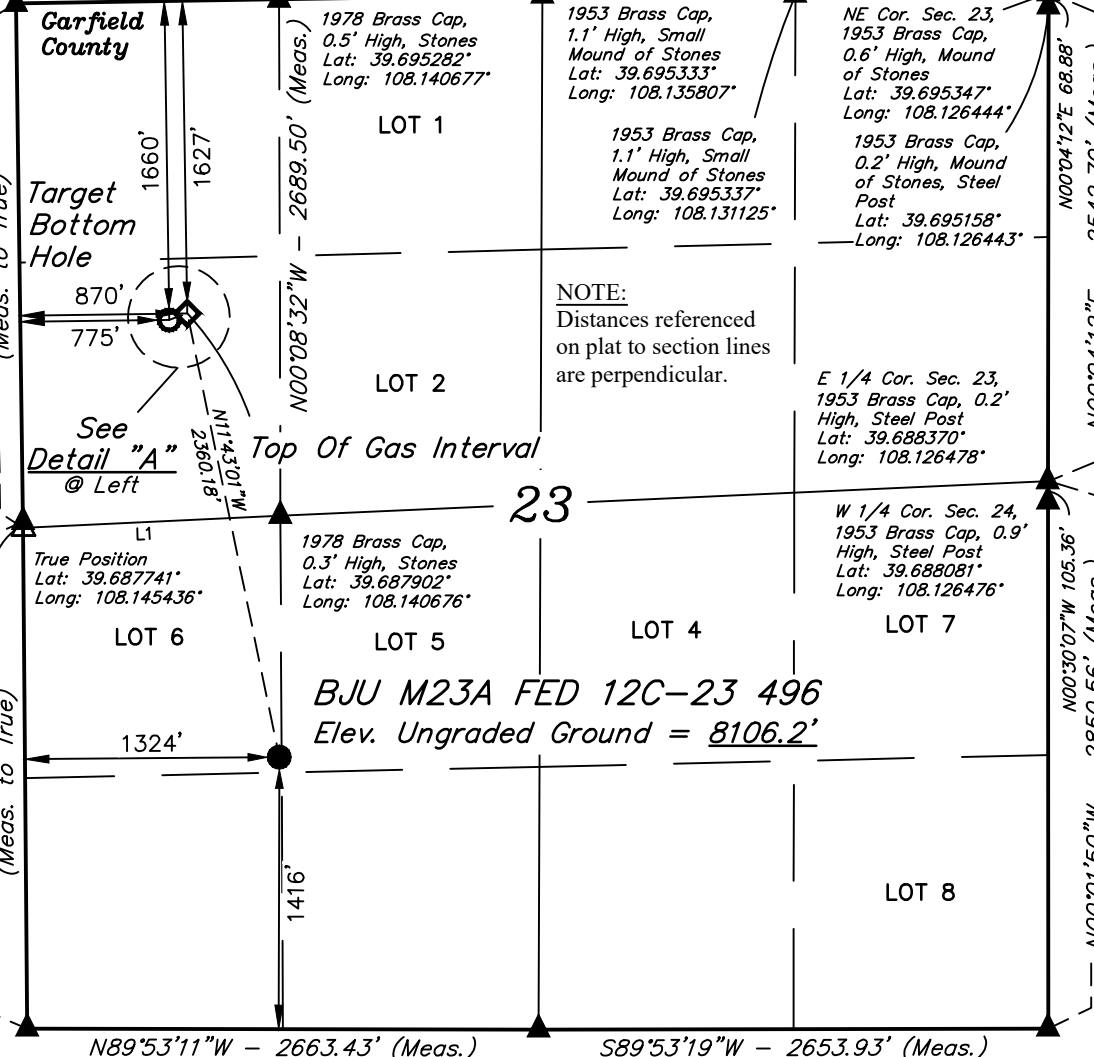 Garfield
County
1978 Brass Cap,
0.5' High, Stones
Lat: 39.695282°
Long: 108.140677°
1953 Brass Cap,
1.1' High, Small
Mound of Stones
Lat: 39.695333°
Long: 108.135807°
NE Cor. Sec. 23,
1953 Brass Cap,
0.6' High, Mound
of Stones
Lat: 39.695347°
Long: 108.126444°
1953 Brass Cap,
1.1' High, Small
Mound of Stones
Lat: 39.695337°
Long: 108.131125°
1953 Brass Cap,
0.2' High, Mound
of Stones, Steel
Post
Lat: 39.695158°
Long: 108.126443°
N00°04'12"E 68.88'
LOT 1
1660'
1627'
N00°08'32"W – 2689.50' (Meas.)
(Meas. to True)
Target
Bottom
Hole
870'
775'
NOTE:
Distances referenced
on plat to section lines
are perpendicular.
LOT 2
E 1/4 Cor. Sec. 23,
1953 Brass Cap, 0.2'
High, Steel Post
Lat: 39.688370°
Long: 108.126478°
See
Detail "A"
@ Left
N11°43'01"W
2360.18'
Top Of Gas Interval
23
L1
True Position
Lat: 39.687741°
Long: 108.145436°
1978 Brass Cap,
0.3' High, Stones
Lat: 39.687902°
Long: 108.140676°
W 1/4 Cor. Sec. 24,
1953 Brass Cap, 0.9'
High, Steel Post
Lat: 39.688081°
Long: 108.126476°
N00°30'07"W 105.36'
LOT 6
LOT 5
LOT 4
LOT 7
BJU M23A FED 12C–23 496
Elev. Ungraded Ground = 8106.2'
1324'
(Meas. to True)
1416'
LOT 8
N89°53'11"W – 2663.43' (Meas.)
S89°53'19"W – 2653.93' (Meas.)